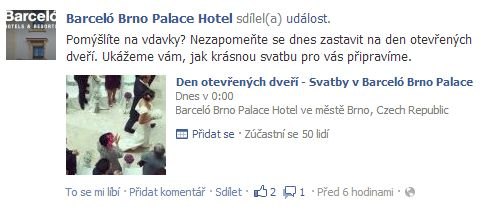 Barceló
HOTELS & RESORTS
Barceló Brno Palace Hotel sdílel(a) událost.
Pomýšlíte na vdavky? Nezapomeňte se dnes zastavit na den otevřených
dveří. Ukážeme vám, jak krásnou svatbu pro vás připravíme.
Den otevřených dveří - Svatby v Barceló Brno Palace
Dnes v 0:00
Barceló Brno Palace Hotel ve městě Brno, Czech Republic
Přidat se · Zúčastní se 50 lidí
To se mi líbí · Přidat komentář · Sdílet · 2 1 · Před 6 hodinami ·